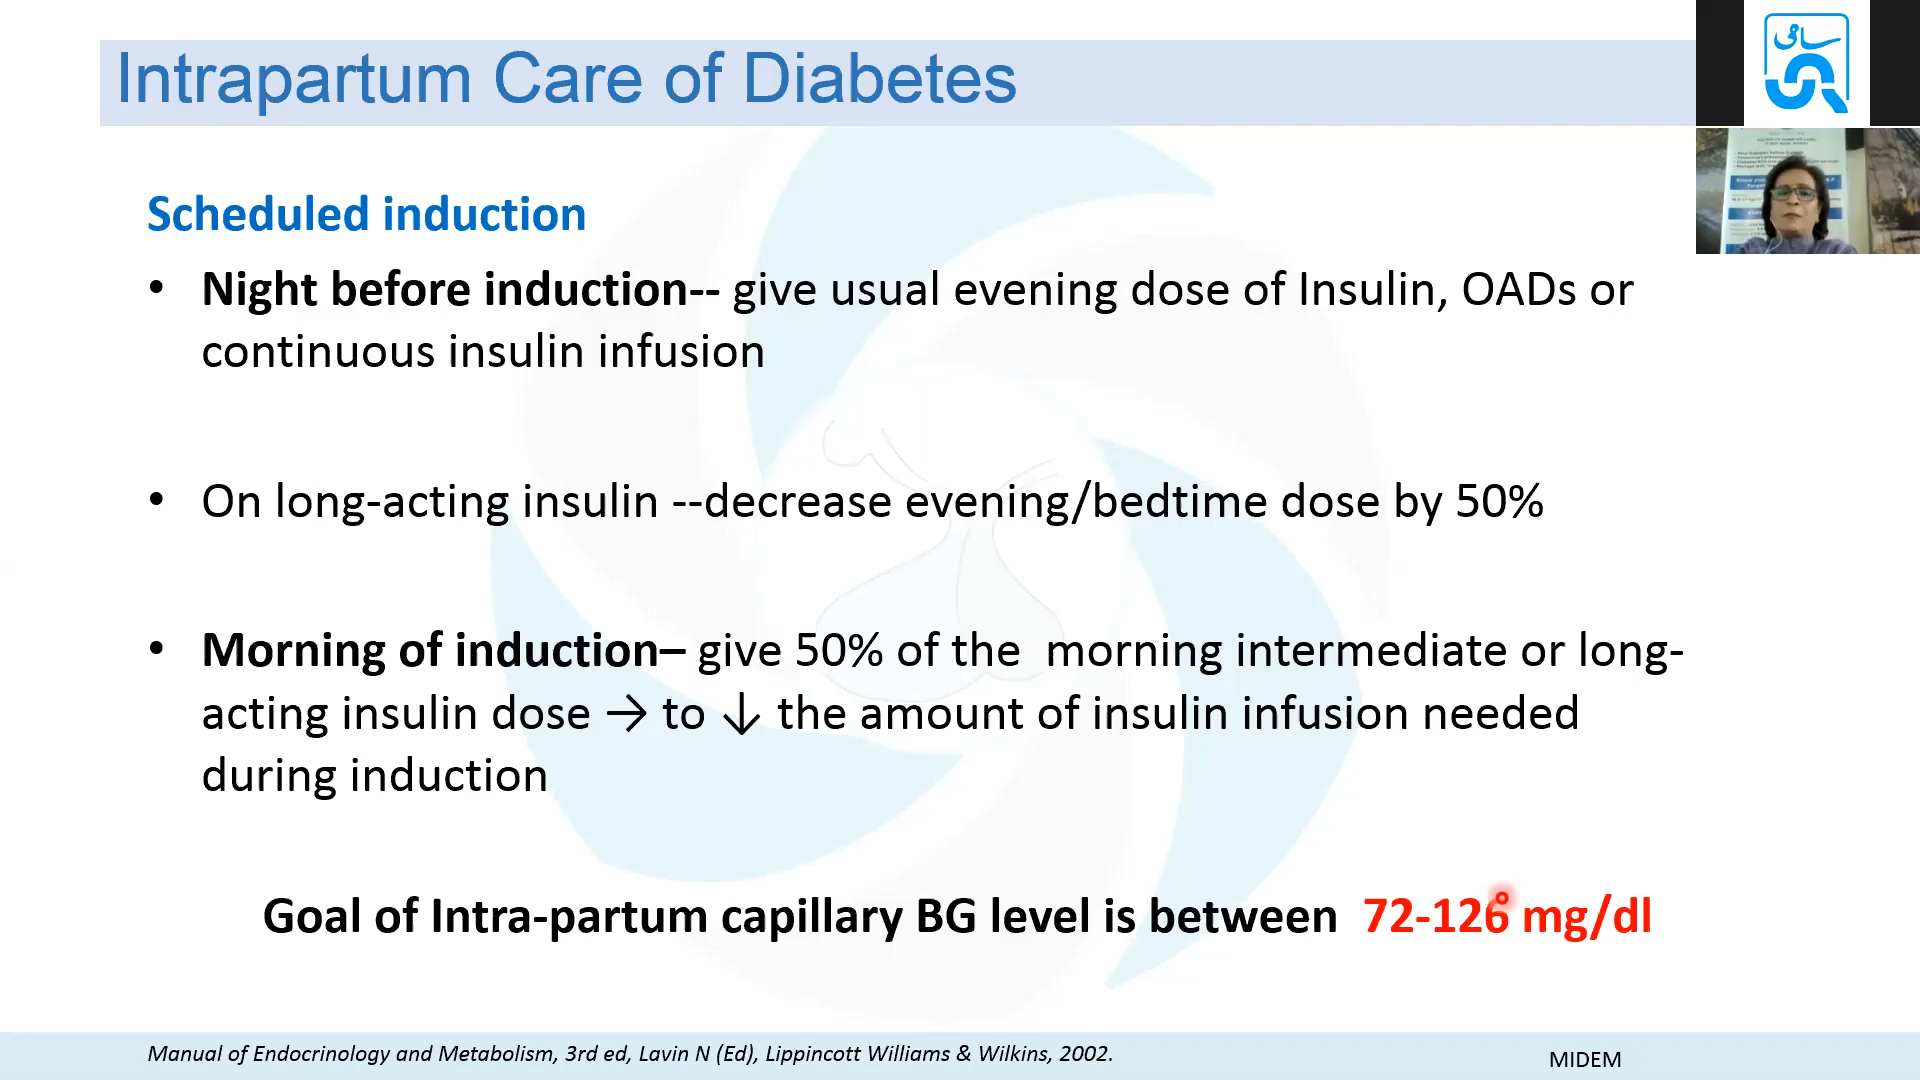 Intrapartum Care of Diabetes
ساقی
Scheduled induction
• Night before induction-- give usual evening dose of Insulin, OADs or
continuous insulin infusion
• On long-acting insulin --decrease evening/bedtime dose by 50%
• Morning of induction– give 50% of the morning intermediate or long-
acting insulin dose → to ↓ the amount of insulin infusion needed
during induction
Goal of Intra-partum capillary BG level is between 72-126 mg/dl
Manual of Endocrinology and Metabolism, 3rd ed, Lavin N (Ed), Lippincott Williams & Wilkins, 2002.
MIDEM